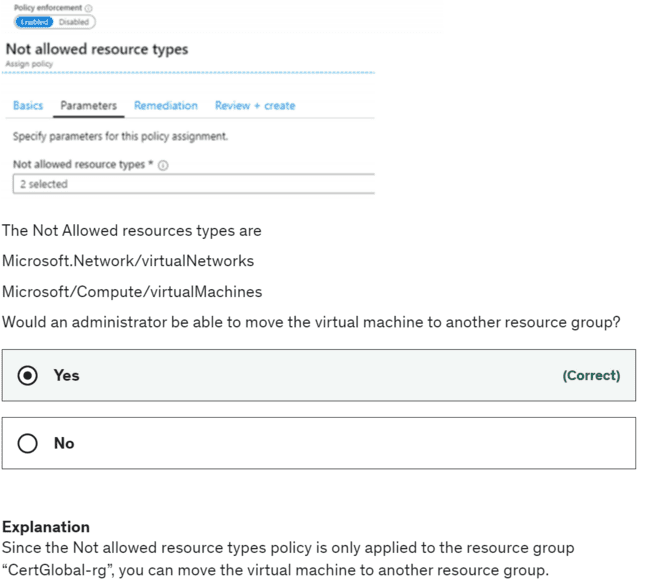 Policy enforcement
Enabled Disabled
Not allowed resource types
Assign policy
Basics Parameters Remediation Review + create
Specify parameters for this policy assignment.
Not allowed resource types *
2 selected
The Not Allowed resources types are
Microsoft.Network/virtualNetworks
Microsoft/Compute/virtualMachines
Would an administrator be able to move the virtual machine to another resource group?
Yes (Correct)
No
Explanation
Since the Not allowed resource types policy is only applied to the resource group
“CertGlobal-rg”, you can move the virtual machine to another resource group.